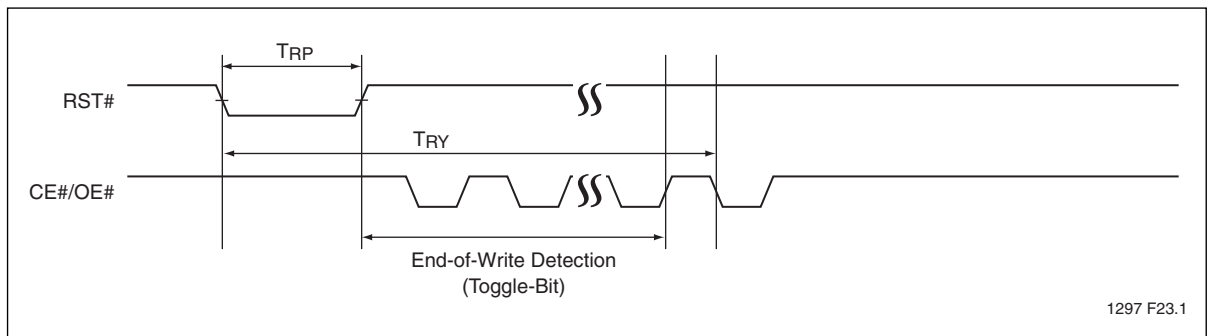 TRP
RST#
TRY
CE#/OE#
End-of-Write Detection
(Toggle-Bit)
1297 F23.1